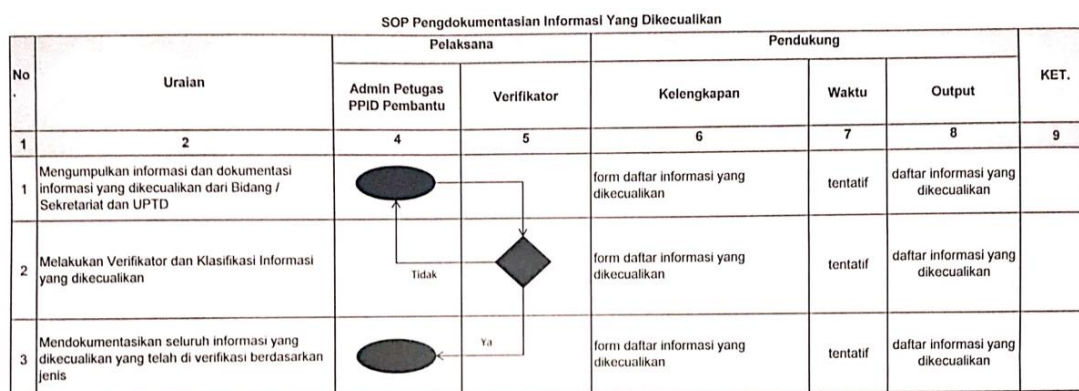 SOP Pengdokumentasian Informasi Yang Dikecualikan
No
.
Uraian
Pelaksana
Pendukung
KET.
Admin Petugas
PPID Pembantu
Verifikator
Kelengkapan
Waktu
Output
1
2
4
5
6
7
8
9
1
Mengumpulkan informasi dan dokumentasi
informasi yang dikecualikan dari Bidang /
Sekretariat dan UPTD
form daftar informasi yang
dikecualikan
tentatif
daftar informasi yang
dikecualikan
2
Melakukan Verifikator dan Klasifikasi Informasi
yang dikecualikan
Tidak
form daftar informasi yang
dikecualikan
tentatif
daftar informasi yang
dikecualikan
3
Mendokumentasikan seluruh informasi yang
dikecualikan yang telah di verifikasi berdasarkan
jenis
Ya
form daftar informasi yang
dikecualikan
tentatif
daftar informasi yang
dikecualikan